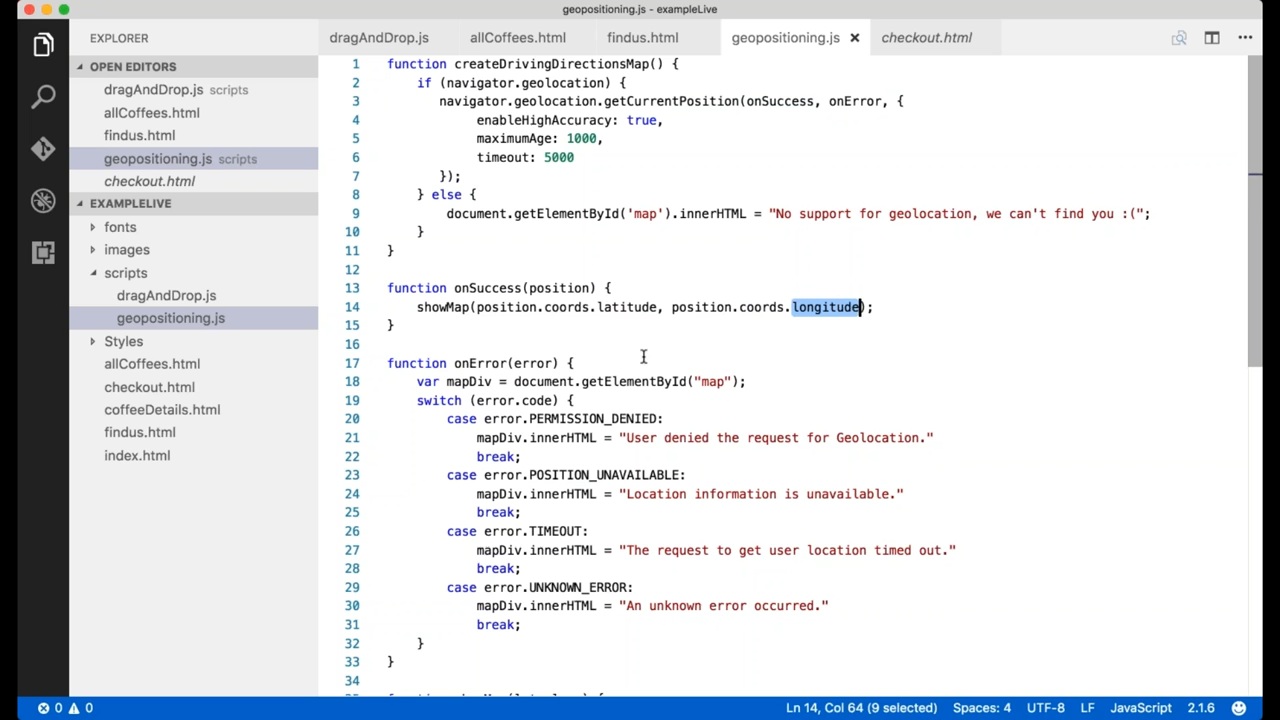 geopositioning.js - exampleLive
EXPLORER
dragAndDrop.js
allCoffees.html
findus.html
geopositioning.js
checkout.html
OPEN EDITORS
dragAndDrop.js scripts
allCoffees.html
findus.html
geopositioning.js scripts
checkout.html
EXAMPLELIVE
fonts
images
scripts
dragAndDrop.js
geopositioning.js
Styles
allCoffees.html
checkout.html
coffeeDetails.html
findus.html
index.html
1 function createDrivingDirectionsMap() {
2 if (navigator.geolocation) {
3 navigator.geolocation.getCurrentPosition(onSuccess, onError, {
4 enableHighAccuracy: true,
5 maximumAge: 1000,
6 timeout: 5000
7 });
8 } else {
9 document.getElementById('map').innerHTML = "No support for geolocation, we can't find you :(";
10 }
11 }
12
13 function onSuccess(position) {
14 showMap(position.coords.latitude, position.coords.longitude);
15 }
16
17 function onError(error) {
18 var mapDiv = document.getElementById("map");
19 switch (error.code) {
20 case error.PERMISSION_DENIED:
21 mapDiv.innerHTML = "User denied the request for Geolocation."
22 break;
23 case error.POSITION_UNAVAILABLE:
24 mapDiv.innerHTML = "Location information is unavailable."
25 break;
26 case error.TIMEOUT:
27 mapDiv.innerHTML = "The request to get user location timed out."
28 break;
29 case error.UNKNOWN_ERROR:
30 mapDiv.innerHTML = "An unknown error occurred."
31 break;
32 }
33 }
34
0 0
Ln 14, Col 64 (9 selected)
Spaces: 4
UTF-8
LF
JavaScript
2.1.6